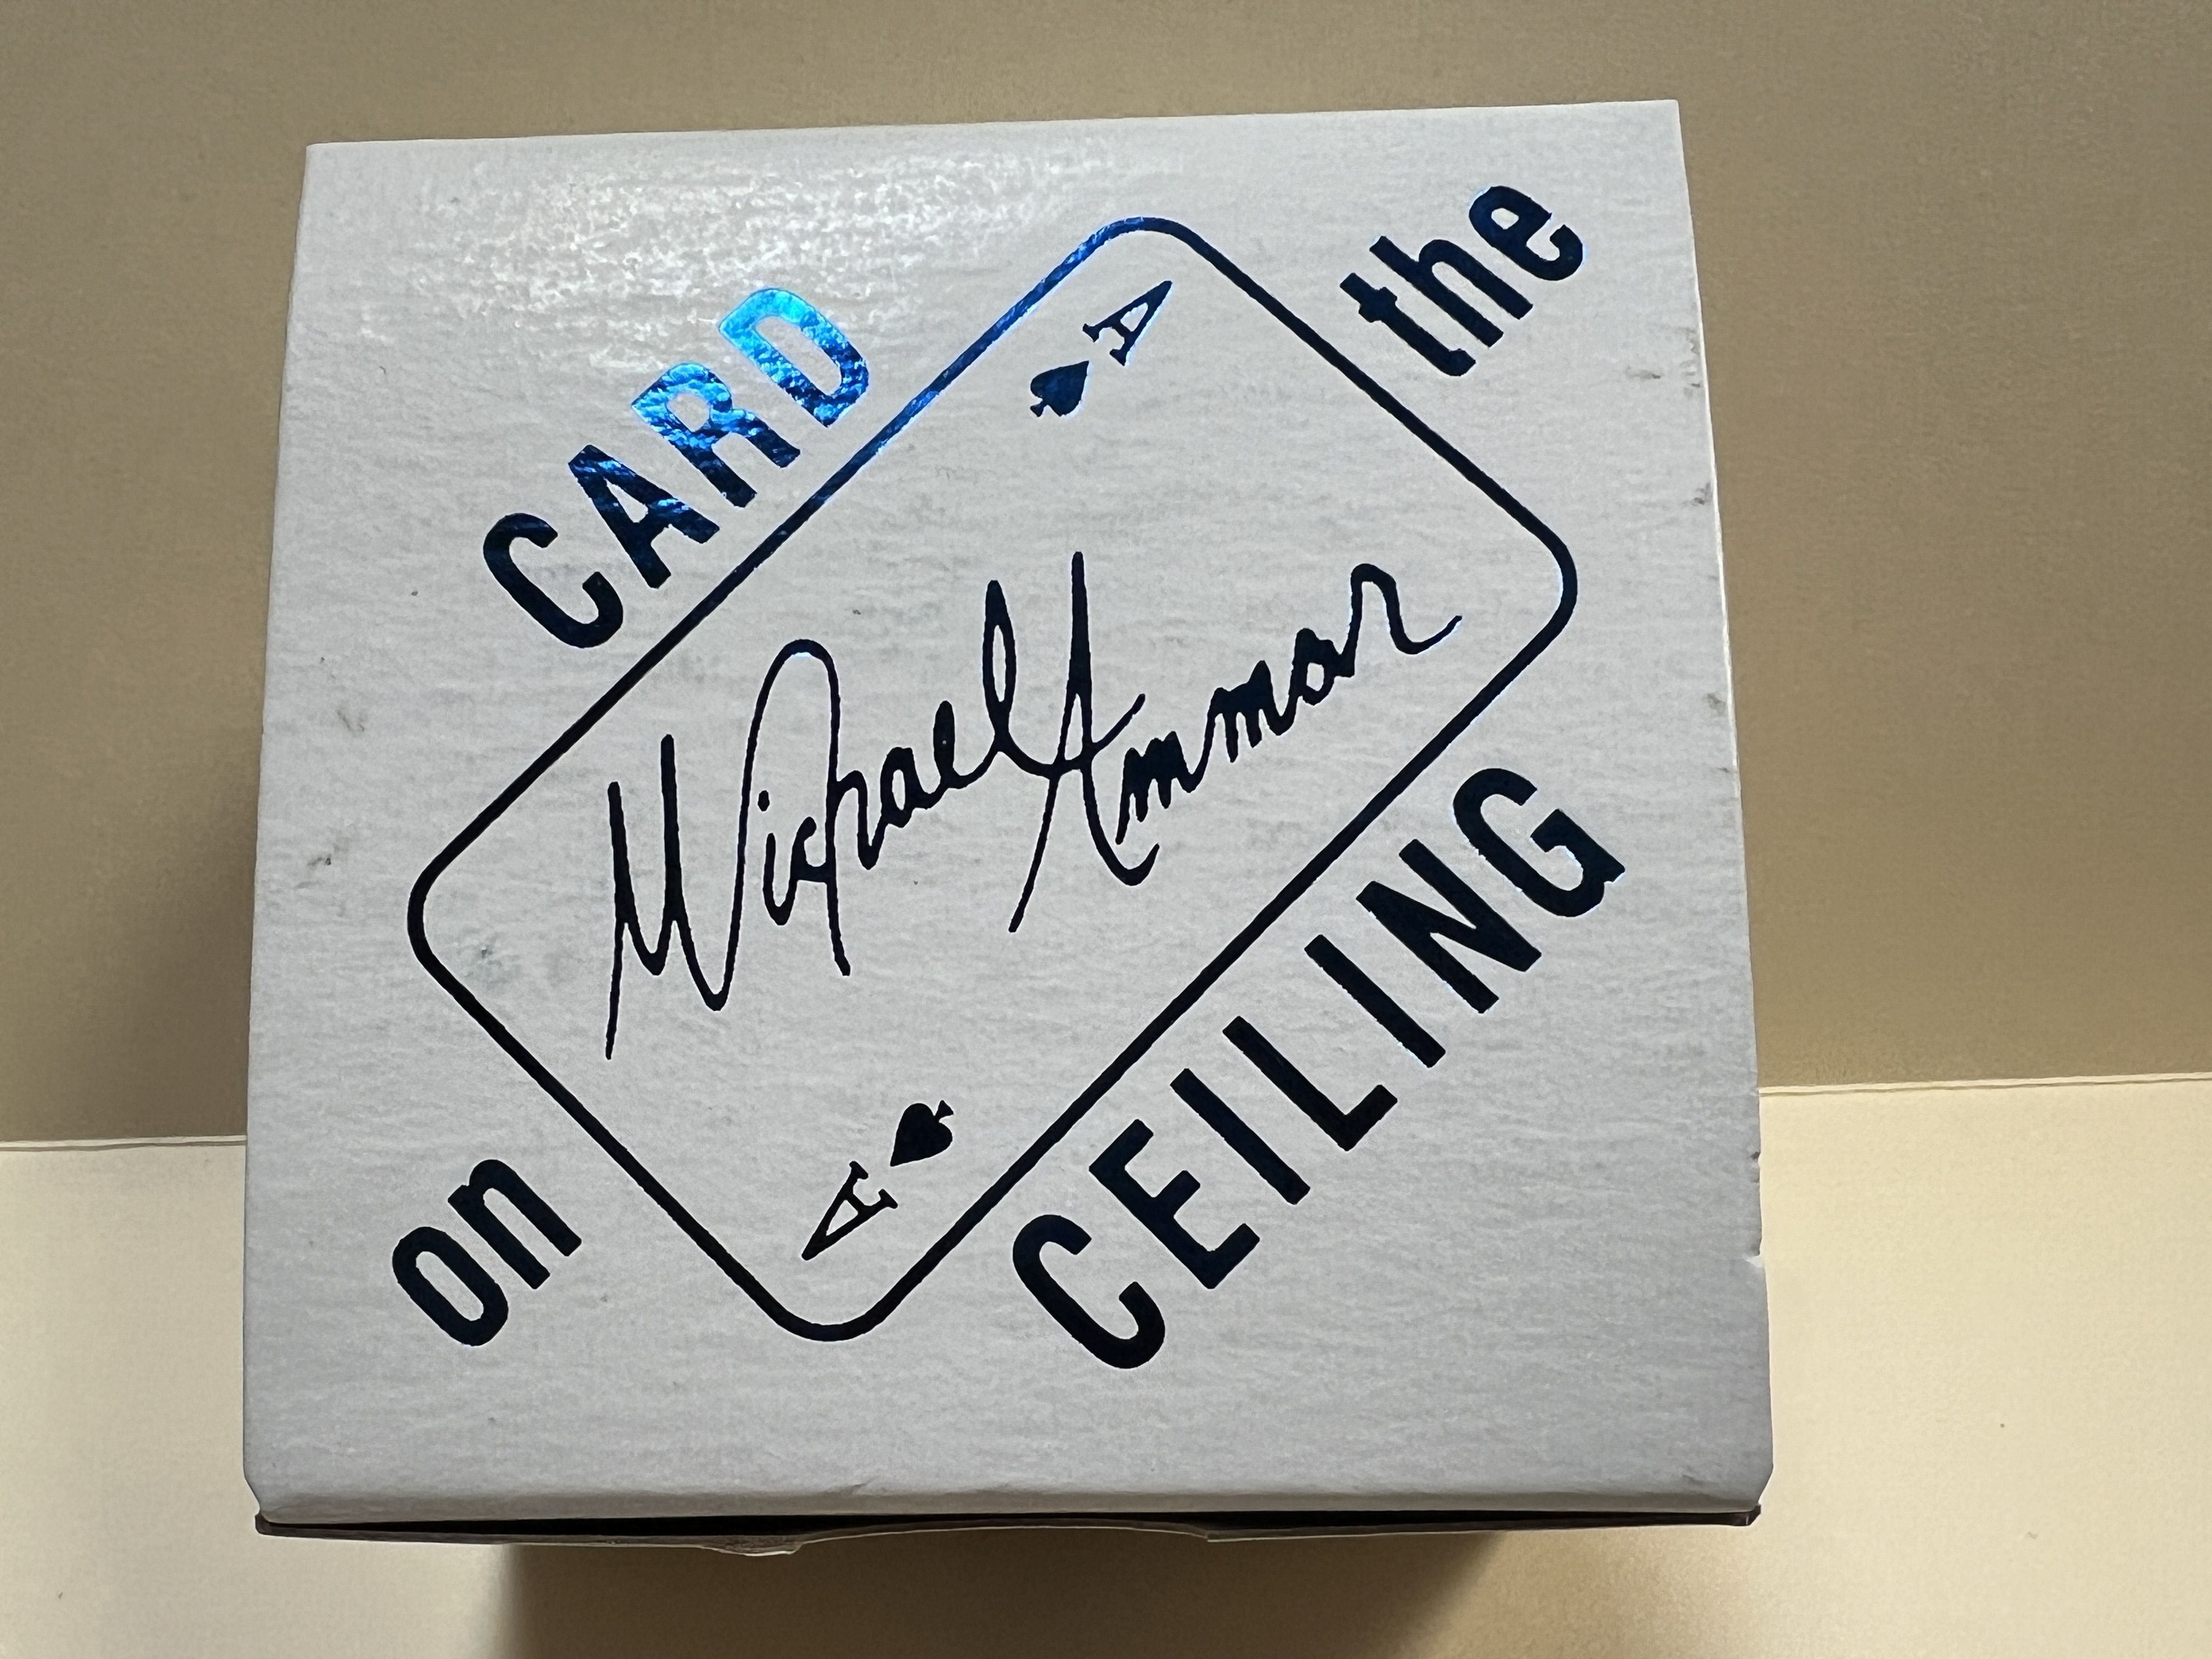 CARD
on
the
CEILING
A
Michael Ammar
A